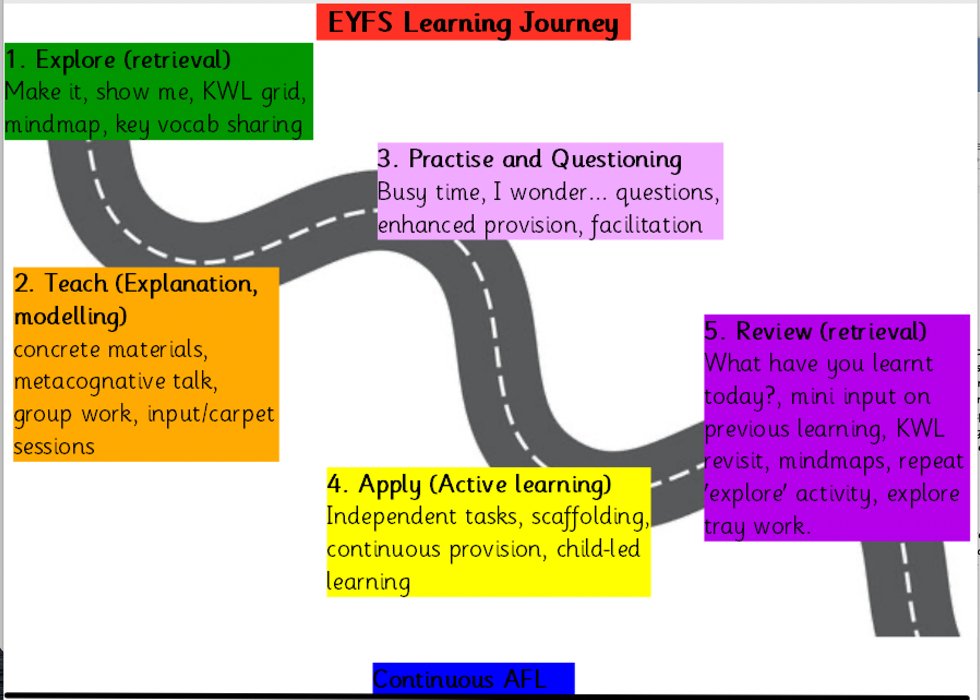 EYFS Learning Journey
1. Explore (retrieval)
Make it, show me, KWL grid,
mindmap, key vocab sharing
2. Teach (Explanation,
modelling)
concrete materials,
metacognative talk,
group work, input/carpet
sessions
3. Practise and Questioning
Busy time, I wonder... questions,
enhanced provision, facilitation
4. Apply (Active learning)
Independent tasks, scaffolding,
continuous provision, child-led
learning
5. Review (retrieval)
What have you learnt
today?, mini input on
previous learning, KWL
revisit, mindmaps, repeat
'explore' activity, explore
tray work.
Continuous AFL